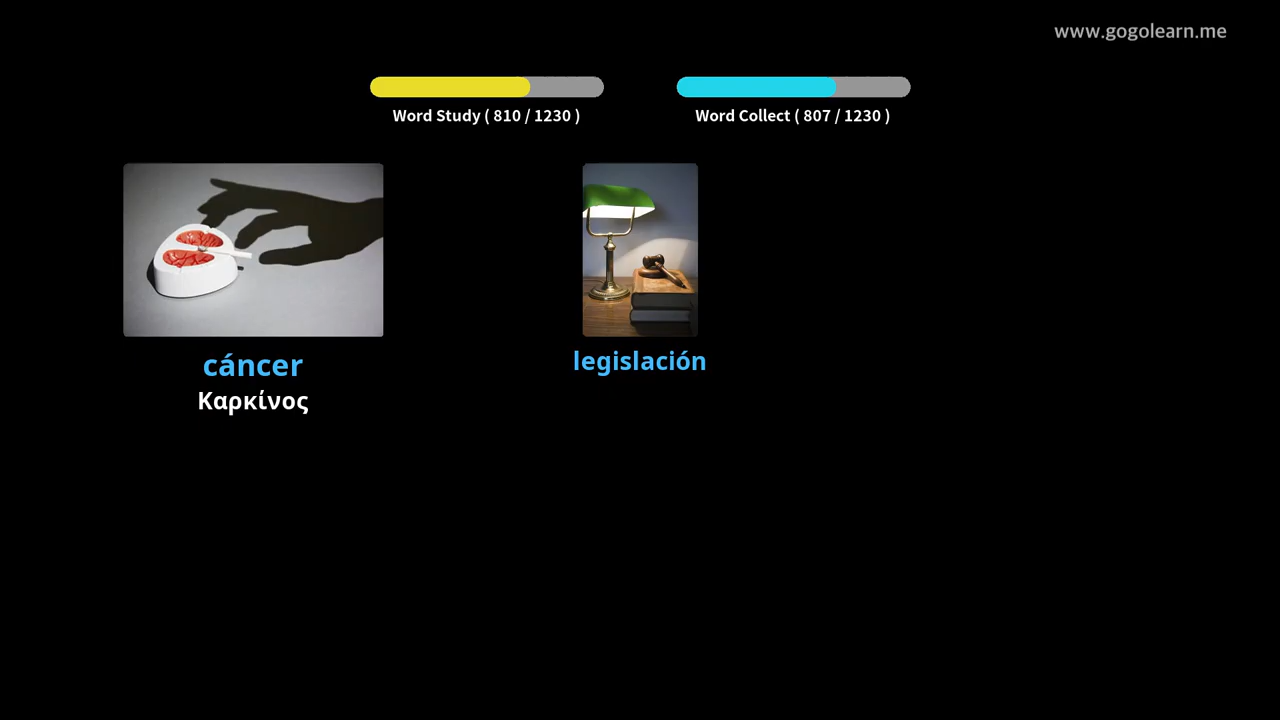 www.gogolearn.me
Word Study ( 810 / 1230 )
Word Collect ( 807 / 1230 )
cáncer
Καρκίνος
legislación